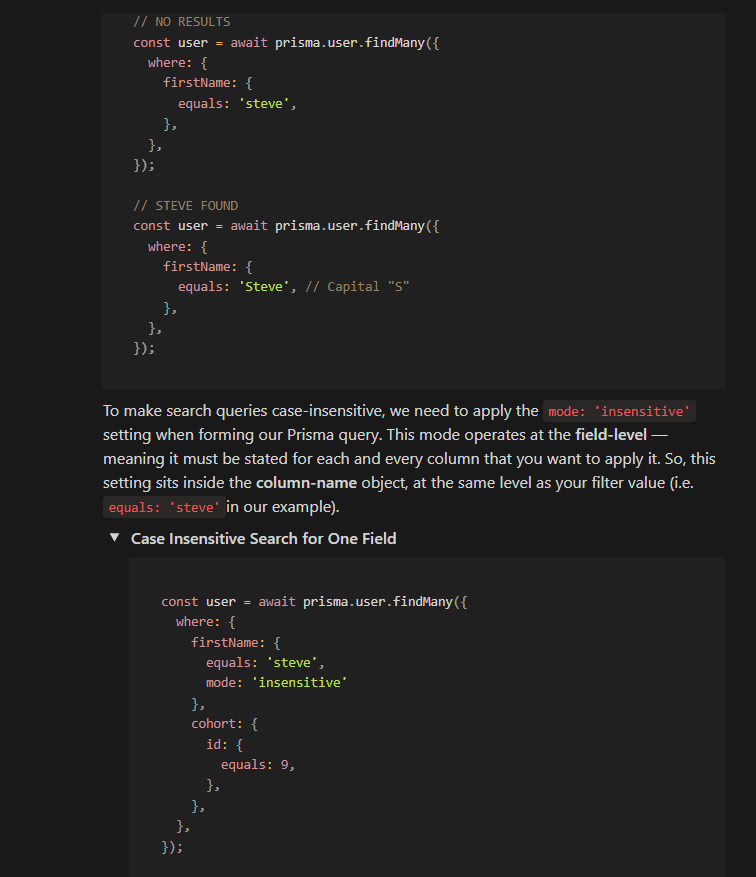 // NO RESULTS
const user = await prisma.user.findMany({
  where: {
    firstName: {
      equals: 'steve',
    },
  },
});

// STEVE FOUND
const user = await prisma.user.findMany({
  where: {
    firstName: {
      equals: 'Steve', // Capital "S"
    },
  },
});

To make search queries case-insensitive, we need to apply the mode: 'insensitive'
setting when forming our Prisma query. This mode operates at the field-level —
meaning it must be stated for each and every column that you want to apply it. So, this
setting sits inside the column-name object, at the same level as your filter value (i.e.
equals: 'steve' in our example).
▼ Case Insensitive Search for One Field

const user = await prisma.user.findMany({
  where: {
    firstName: {
      equals: 'steve',
      mode: 'insensitive'
    },
    cohort: {
      id: {
        equals: 9,
      },
    },
  },
});